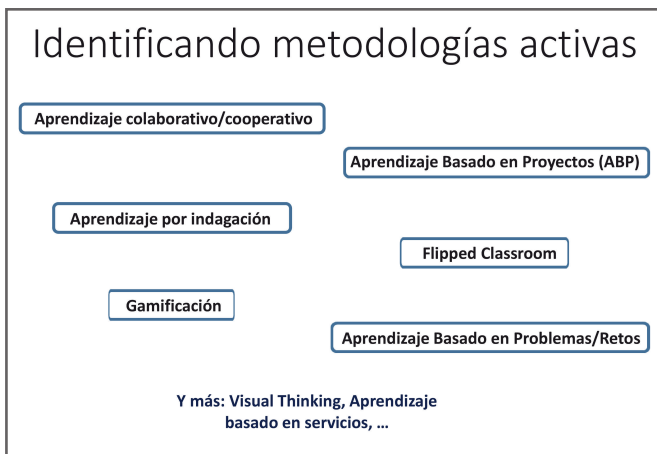 Identificando metodologías activas
Aprendizaje colaborativo/cooperativo
Aprendizaje Basado en Proyectos (ABP)
Aprendizaje por indagación
Flipped Classroom
Gamificación
Aprendizaje Basado en Problemas/Retos
Y más: Visual Thinking, Aprendizaje
basado en servicios, ...